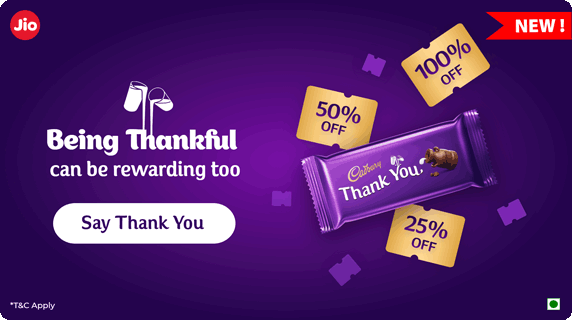 Jio
NEW !
100%
OFF
50%
OFF
Being Thankful
can be rewarding too
Cadbury
Thank You,
Say Thank You
25%
OFF
*T&C Apply